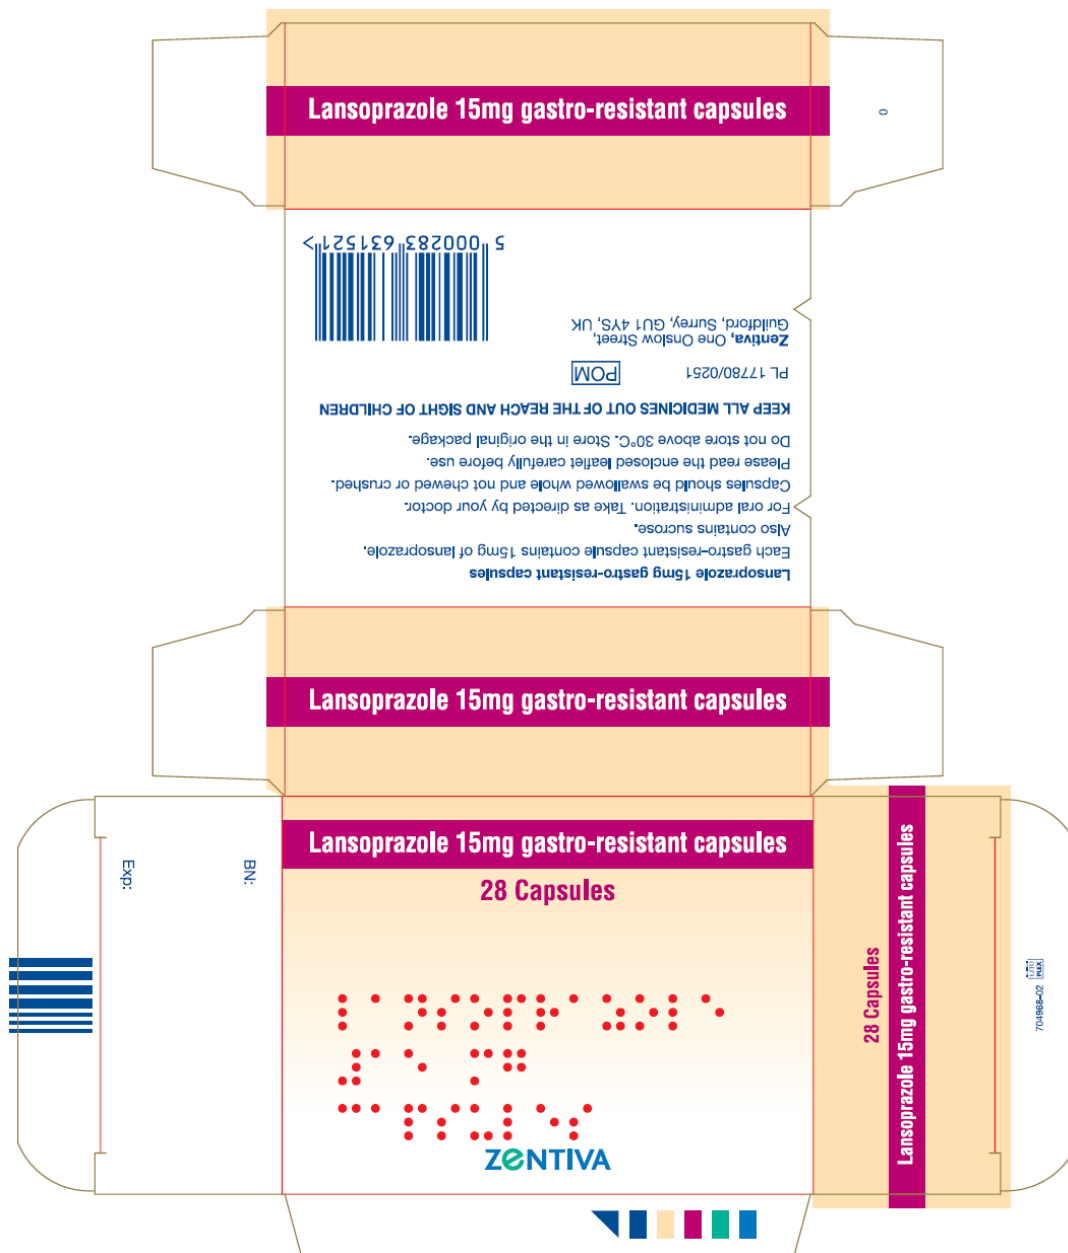 Lansoprazole 15mg gastro-resistant capsules
0
Lansoprazole 15mg gastro-resistant capsules
Each gastro-resistant capsule contains 15mg of lansoprazole.
Also contains sucrose.
For oral administration. Take as directed by your doctor.
Capsules should be swallowed whole and not chewed or crushed.
Please read the enclosed leaflet carefully before use.
Do not store above 30°C. Store in the original package.
KEEP ALL MEDICINES OUT OF THE REACH AND SIGHT OF CHILDREN
PL 17780/0251 POM
Zentiva, One Onslow Street,
Guildford, Surrey, GU1 4YS, UK
5 000283 631521 >
Lansoprazole 15mg gastro-resistant capsules
BN:
Exp:
Lansoprazole 15mg gastro-resistant capsules
28 Capsules
ZENTIVA
28 Capsules
Lansoprazole 15mg gastro-resistant capsules
704968-02